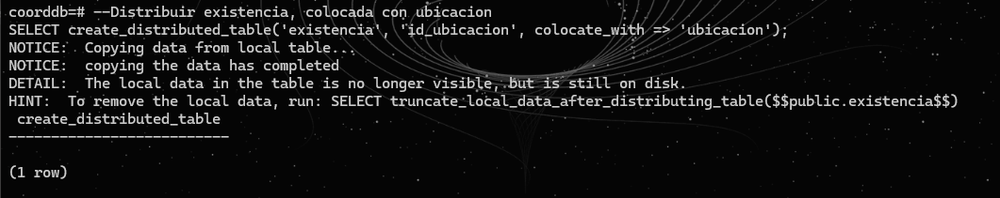 coorddb=# --Distribuir existencia, colocada con ubicacion
SELECT create_distributed_table('existencia', 'id_ubicacion', colocate_with => 'ubicacion');
NOTICE:  Copying data from local table...
NOTICE:  copying the data has completed
DETAIL:  The local data in the table is no longer visible, but is still on disk.
HINT:  To remove the local data, run: SELECT truncate_local_data_after_distributing_table($$public.existencia$$)
 create_distributed_table
--------------------------
(1 row)